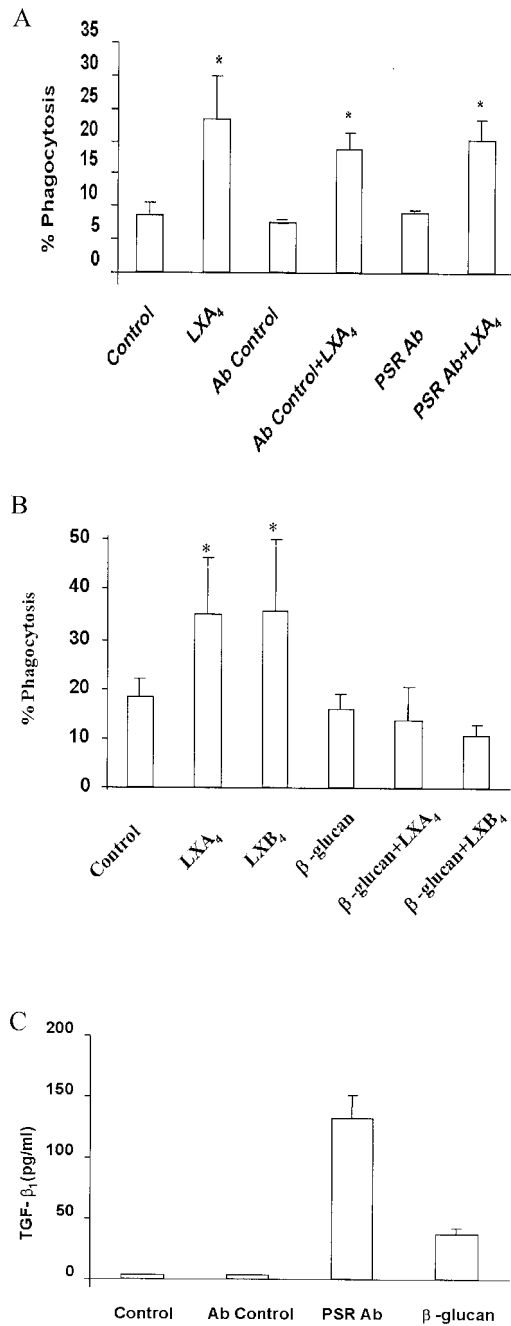 A
35
30
25
20
15
10
5
0
% Phagocytosis
*
*
*
Control
LXA₄
Ab Control
Ab Control+LXA₄
PSR Ab
PSR Ab+LXA₄
B
50
40
30
20
10
0
% Phagocytosis
*
*
Control
LXA₄
LXB₄
β -glucan
β -glucan+LXA₄
β -glucan+LXB₄
C
200
150
100
50
0
TGF- β₁(pg/ml)
Control
Ab Control
PSR Ab
β -glucan